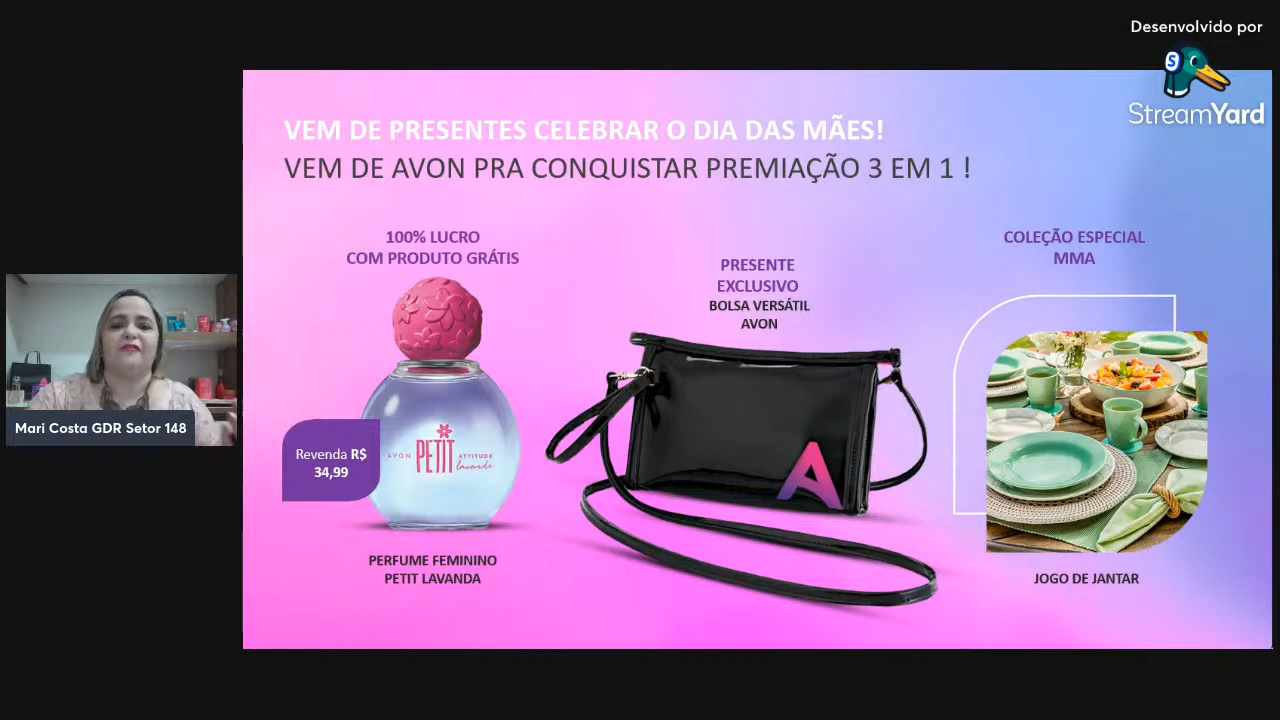 Desenvolvido por
S
StreamYard
VEM DE PRESENTES CELEBRAR O DIA DAS MÃES!
VEM DE AVON PRA CONQUISTAR PREMIAÇÃO 3 EM 1 !
100% LUCRO
COM PRODUTO GRÁTIS
Revenda R$
34,99
AVON PETIT ATTITUDE
lavanda
PERFUME FEMININO
PETIT LAVANDA
PRESENTE
EXCLUSIVO
BOLSA VERSÁTIL
AVON
A
COLEÇÃO ESPECIAL
MMA
JOGO DE JANTAR
Mari Costa GDR Setor 148